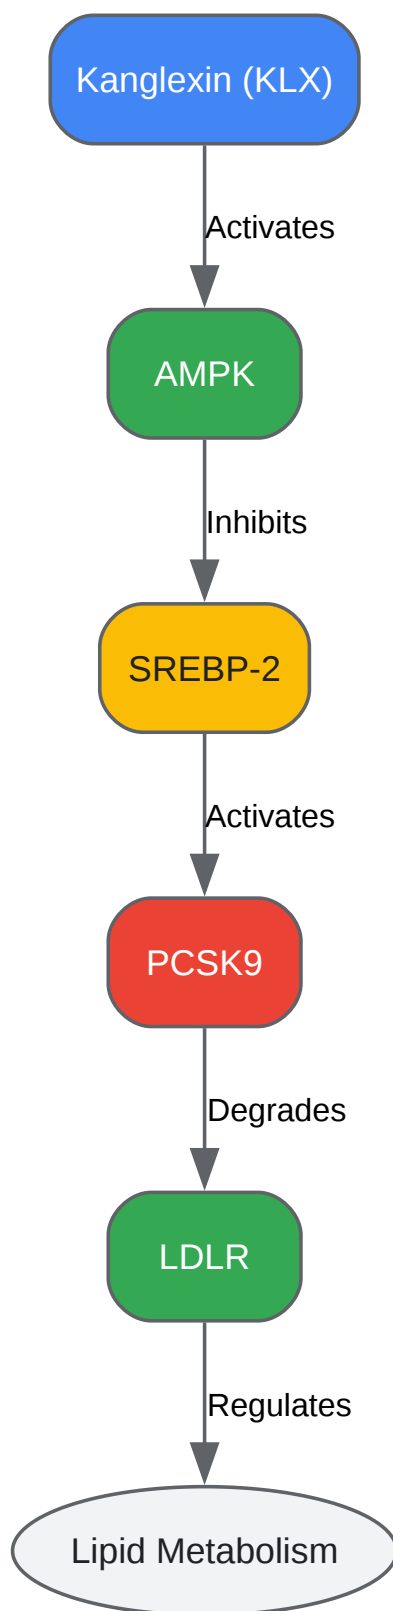 Kanglexin (KLX)
Activates
AMPK
Inhibits
SREBP-2
Activates
PCSK9
Degrades
LDLR
Regulates
Lipid Metabolism